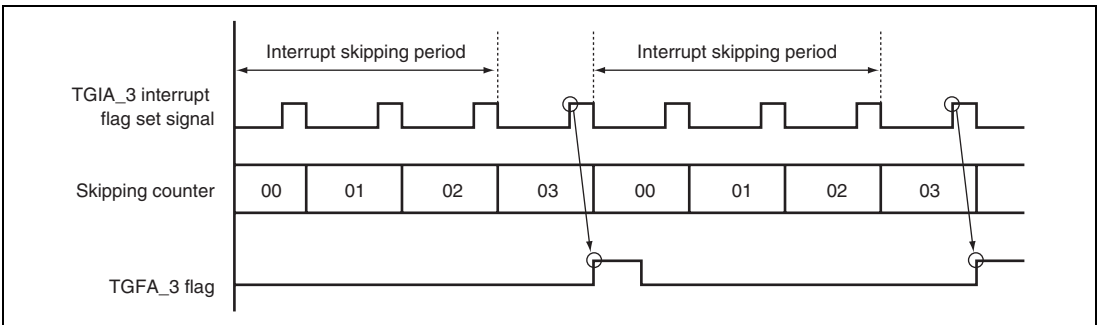 Interrupt skipping period Interrupt skipping period
TGIA_3 interrupt
flag set signal
Skipping counter 00 01 02 03 00 01 02 03
TGFA_3 flag